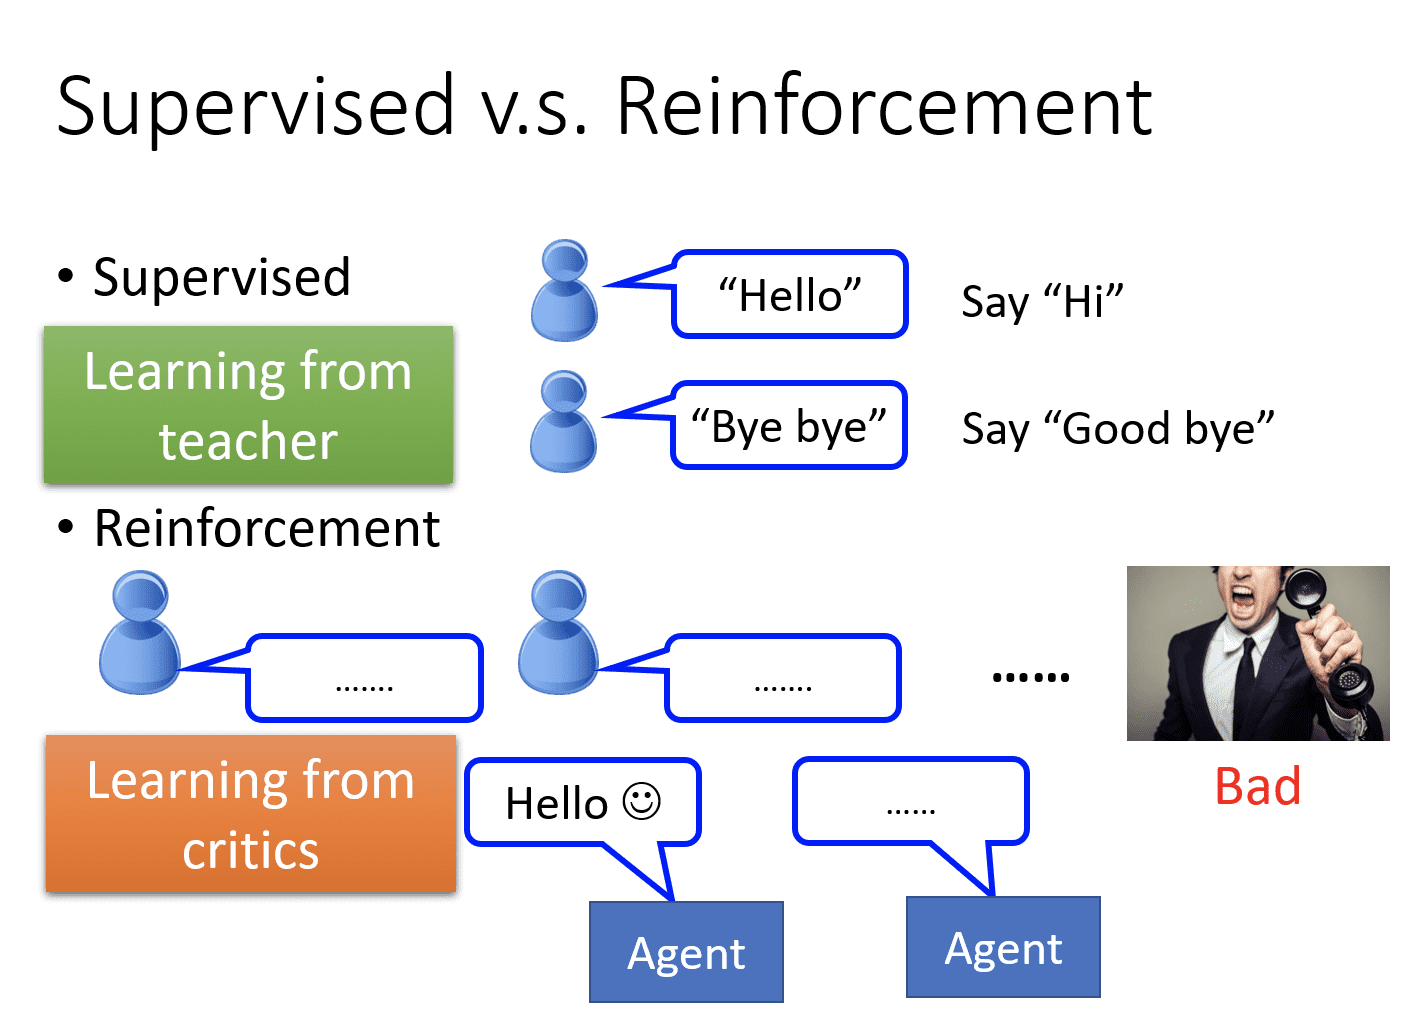 Supervised v.s. Reinforcement
• Supervised
Learning from
teacher
“Hello”
Say “Hi”
“Bye bye”
Say “Good bye”
• Reinforcement
.......
.......
......
Bad
Learning from
critics
Hello ☺
......
Agent
Agent